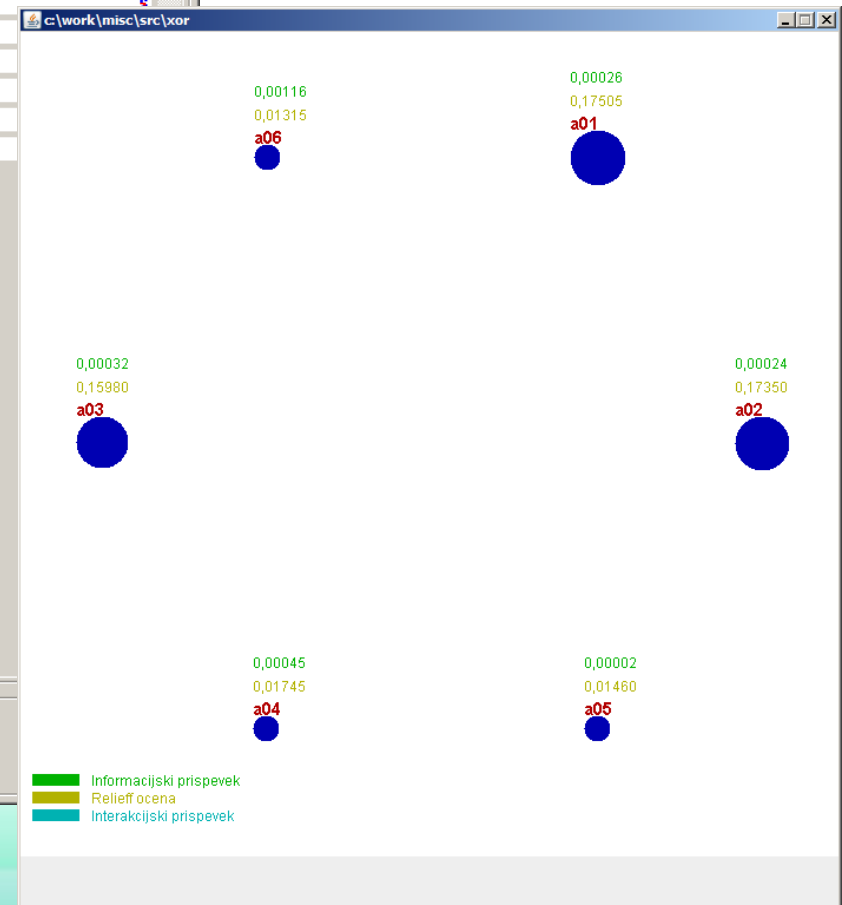 c:\work\misc\src\xor
0,00116
0,01315
a06
0,00026
0,17505
a01
0,00032
0,15980
a03
0,00024
0,17350
a02
0,00045
0,01745
a04
0,00002
0,01460
a05
Informacijski prispevek
Relieff ocena
Interakcijski prispevek